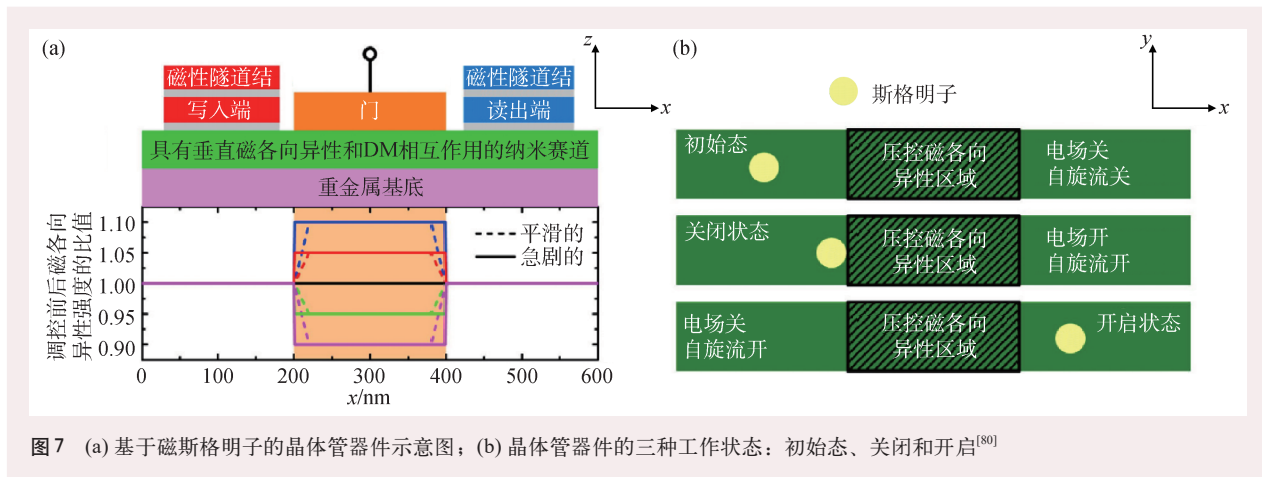 (a)
z
x
磁性隧道结
写入端
门
磁性隧道结
读出端
具有垂直磁各向异性和DM相互作用的纳米赛道
重金属基底
调控前后磁各向
异性强度的比值
1.10
1.05
1.00
0.95
0.90
平滑的
急剧的
0
100
200
300
400
500
600
x/nm
(b)
斯格明子
y
x
初始态
压控磁各向
异性区域
电场关
自旋流关
关闭状态
压控磁各向
异性区域
电场开
自旋流开
电场关
自旋流开
压控磁各向
异性区域
开启状态
图7 (a) 基于磁斯格明子的晶体管器件示意图；(b) 晶体管器件的三种工作状态：初始态、关闭和开启[80]